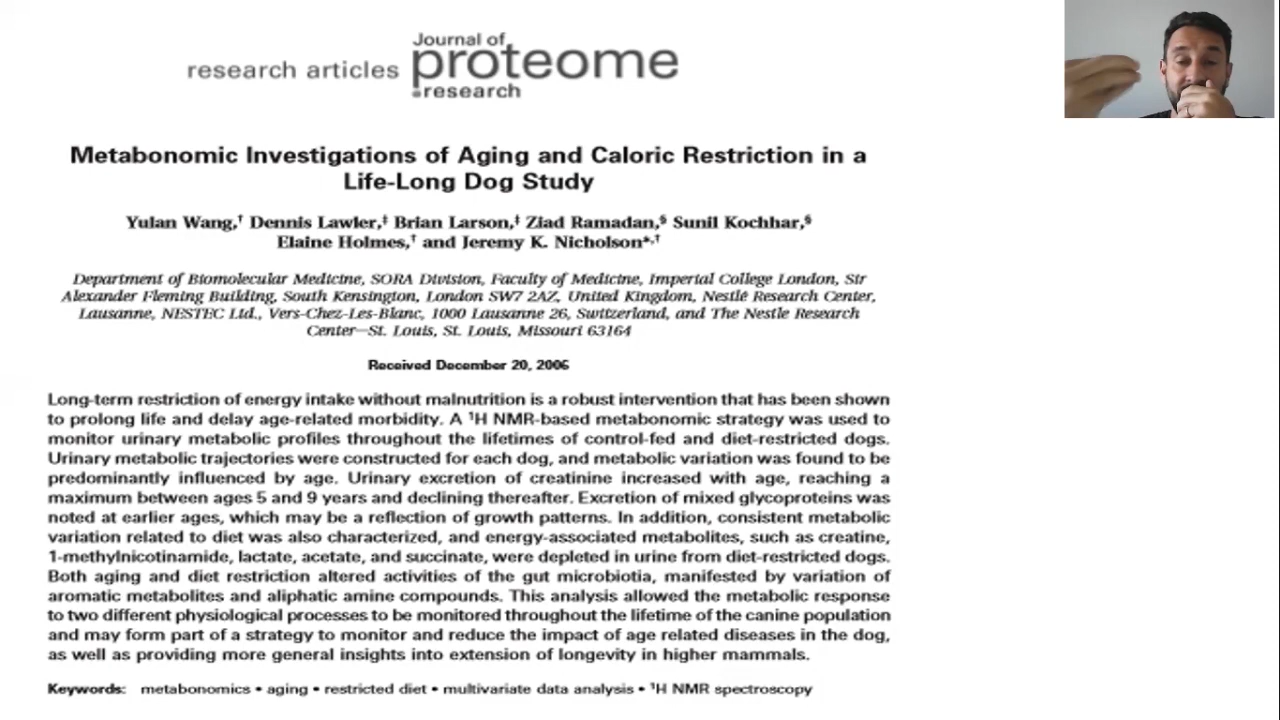 Journal of
research articles proteome
research
Metabonomic Investigations of Aging and Caloric Restriction in a
Life-Long Dog Study
Yulan Wang,† Dennis Lawler,‡ Brian Larson,‡ Ziad Ramadan,§ Sunil Kochhar,§
Elaine Holmes,† and Jeremy K. Nicholson*,†
Department of Biomolecular Medicine, SORA Division, Faculty of Medicine, Imperial College London, Sir
Alexander Fleming Building, South Kensington, London SW7 2AZ, United Kingdom, Nestlé Research Center,
Lausanne, NESTEC Ltd., Vers-Chez-Les-Blanc, 1000 Lausanne 26, Switzerland, and The Nestle Research
Center—St. Louis, St. Louis, Missouri 63164
Received December 20, 2006
Long-term restriction of energy intake without malnutrition is a robust intervention that has been shown
to prolong life and delay age-related morbidity. A ¹H NMR-based metabonomic strategy was used to
monitor urinary metabolic profiles throughout the lifetimes of control-fed and diet-restricted dogs.
Urinary metabolic trajectories were constructed for each dog, and metabolic variation was found to be
predominantly influenced by age. Urinary excretion of creatinine increased with age, reaching a
maximum between ages 5 and 9 years and declining thereafter. Excretion of mixed glycoproteins was
noted at earlier ages, which may be a reflection of growth patterns. In addition, consistent metabolic
variation related to diet was also characterized, and energy-associated metabolites, such as creatine,
1-methylnicotinamide, lactate, acetate, and succinate, were depleted in urine from diet-restricted dogs.
Both aging and diet restriction altered activities of the gut microbiotia, manifested by variation of
aromatic metabolites and aliphatic amine compounds. This analysis allowed the metabolic response
to two different physiological processes to be monitored throughout the lifetime of the canine population
and may form part of a strategy to monitor and reduce the impact of age related diseases in the dog,
as well as providing more general insights into extension of longevity in higher mammals.
Keywords: metabonomics • aging • restricted diet • multivariate data analysis • ¹H NMR spectroscopy